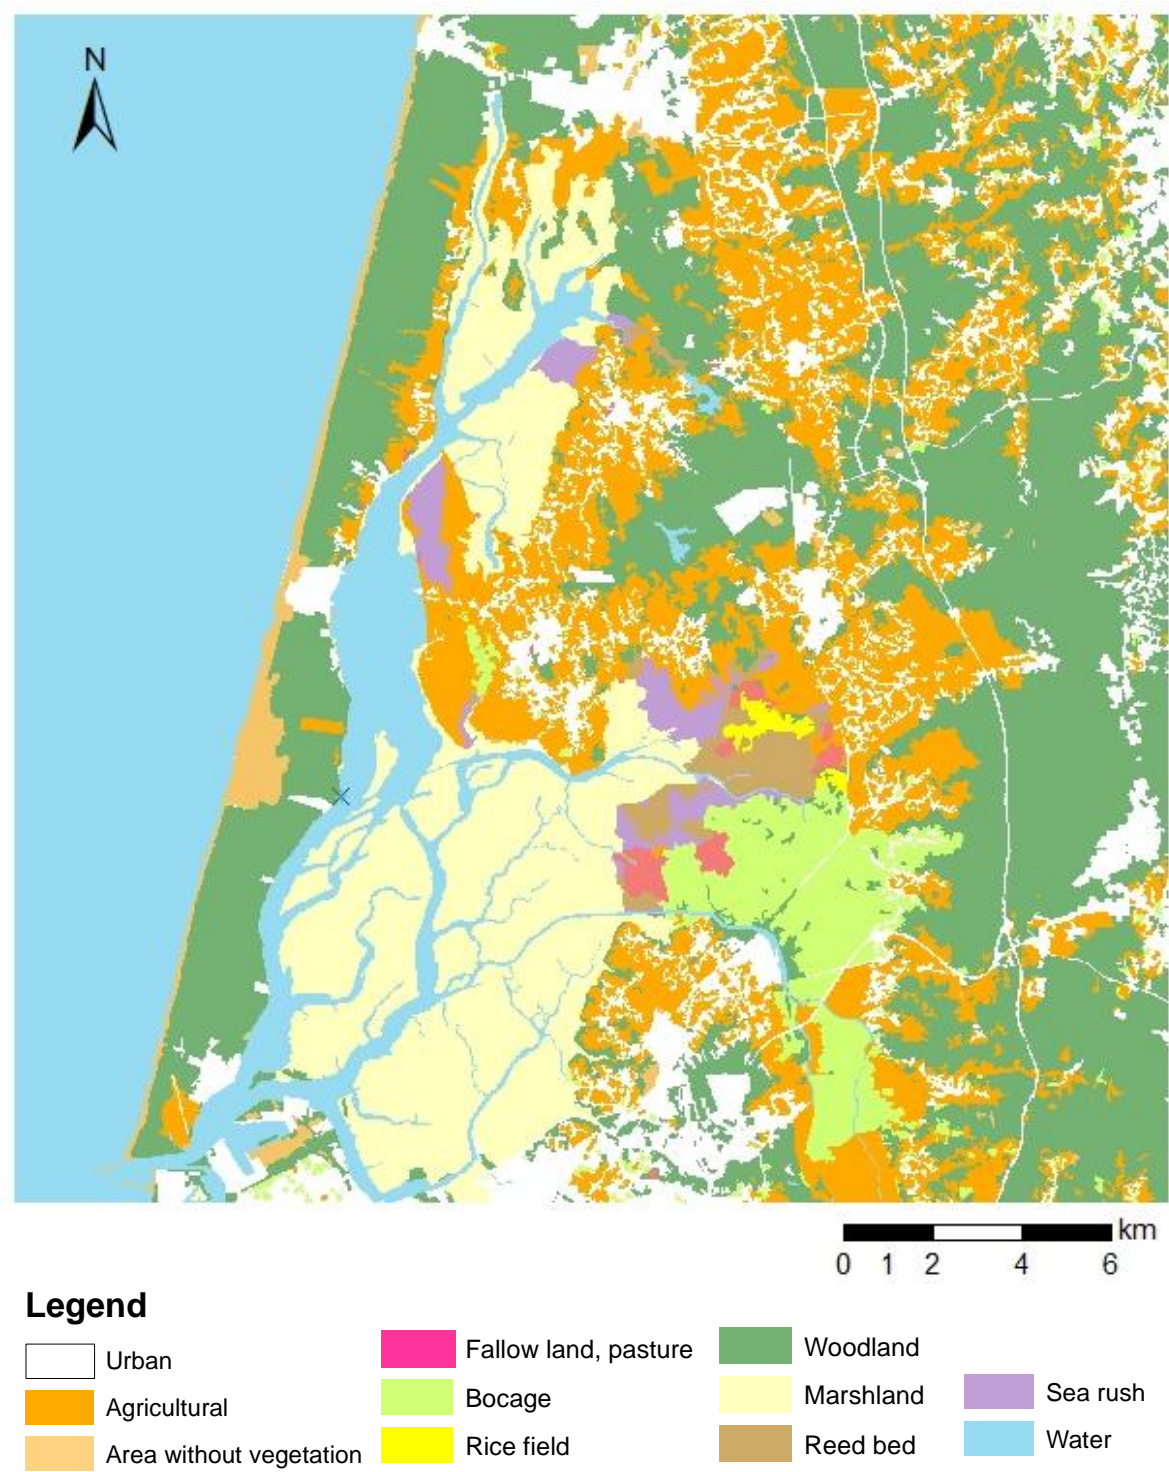 N
km
0 1 2 4 6
Legend
Urban
Agricultural
Area without vegetation
Fallow land, pasture
Bocage
Rice field
Woodland
Marshland
Reed bed
Sea rush
Water